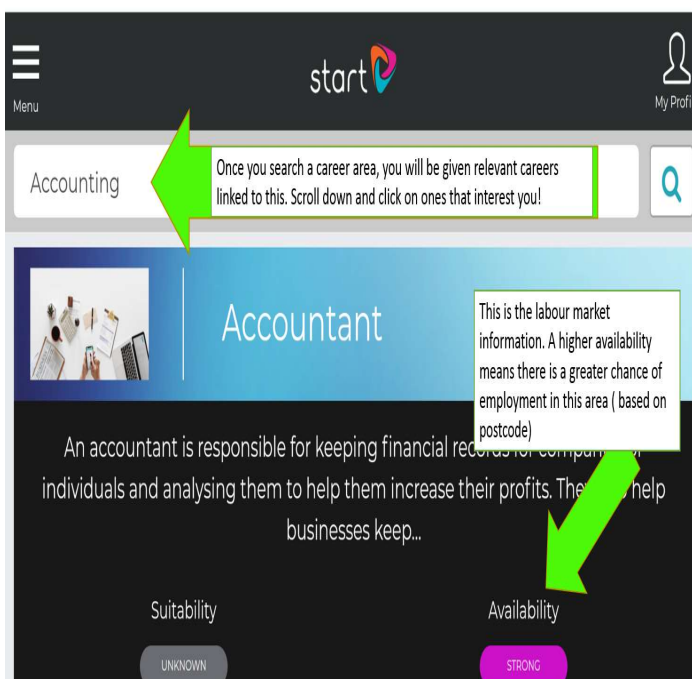 start
Menu
My Profi
Accounting
Once you search a career area, you will be given relevant careers
linked to this. Scroll down and click on ones that interest you!
Accountant
This is the labour market
information. A higher availability
means there is a greater chance of
employment in this area ( based on
postcode)
An accountant is responsible for keeping financial
individuals and analysing them to help them increase their profits. help
businesses keep...
Suitability
Availability
UNKNOWN
STRONG